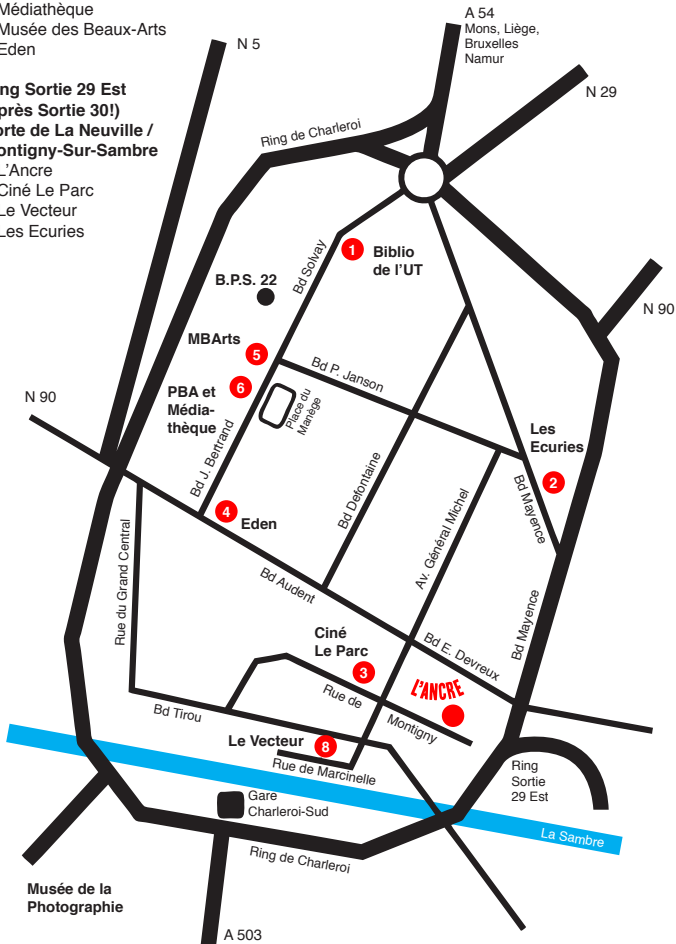 Médiathèque
Musée des Beaux-Arts
Eden
ng Sortie 29 Est
près Sortie 30!)
orte de La Neuville /
ontigny-Sur-Sambre
L'Ancre
Ciné Le Parc
Le Vecteur
Les Ecuries
N 5
A 54
Mons, Liège,
Bruxelles
Namur
N 29
Ring de Charleroi
1
Biblio
de l'UT
Bd Solvay
B.P.S. 22
N 90
MBArts
5
6
PBA et
Média-
thèque
Bd P. Janson
Place du
Manège
N 90
Les
Ecuries
2
Bd J. Bertrand
Bd Defontaine
Av. Général Michel
Bd Mayence
4
Eden
Rue du Grand Central
Bd Audent
Bd E. Devreux
Bd Mayence
Ciné
Le Parc
3
L'ANCRE
Rue de
Montigny
Bd Tirou
Le Vecteur
8
Rue de Marcinelle
Ring
Sortie
29 Est
Gare
Charleroi-Sud
La Sambre
Ring de Charleroi
Musée de la
Photographie
A 503